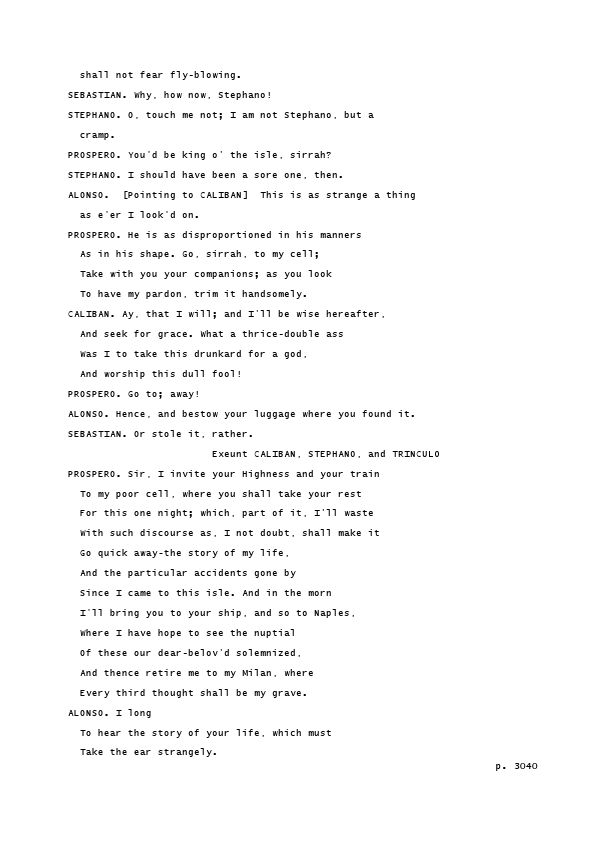 shall not fear fly-blowing.
SEBASTIAN. Why, how now, Stephano!
STEPHANO. O, touch me not; I am not Stephano, but a
cramp.
PROSPERO. You'd be king o' the isle, sirrah?
STEPHANO. I should have been a sore one, then.
ALONSO.  [Pointing to CALIBAN]  This is as strange a thing
as e'er I look'd on.
PROSPERO. He is as disproportioned in his manners
As in his shape. Go, sirrah, to my cell;
Take with you your companions; as you look
To have my pardon, trim it handsomely.
CALIBAN. Ay, that I will; and I'll be wise hereafter,
And seek for grace. What a thrice-double ass
Was I to take this drunkard for a god,
And worship this dull fool!
PROSPERO. Go to; away!
ALONSO. Hence, and bestow your luggage where you found it.
SEBASTIAN. Or stole it, rather.
Exeunt CALIBAN, STEPHANO, and TRINCULO
PROSPERO. Sir, I invite your Highness and your train
To my poor cell, where you shall take your rest
For this one night; which, part of it, I'll waste
With such discourse as, I not doubt, shall make it
Go quick away-the story of my life,
And the particular accidents gone by
Since I came to this isle. And in the morn
I'll bring you to your ship, and so to Naples,
Where I have hope to see the nuptial
Of these our dear-belov'd solemnized,
And thence retire me to my Milan, where
Every third thought shall be my grave.
ALONSO. I long
To hear the story of your life, which must
Take the ear strangely.
p. 3040